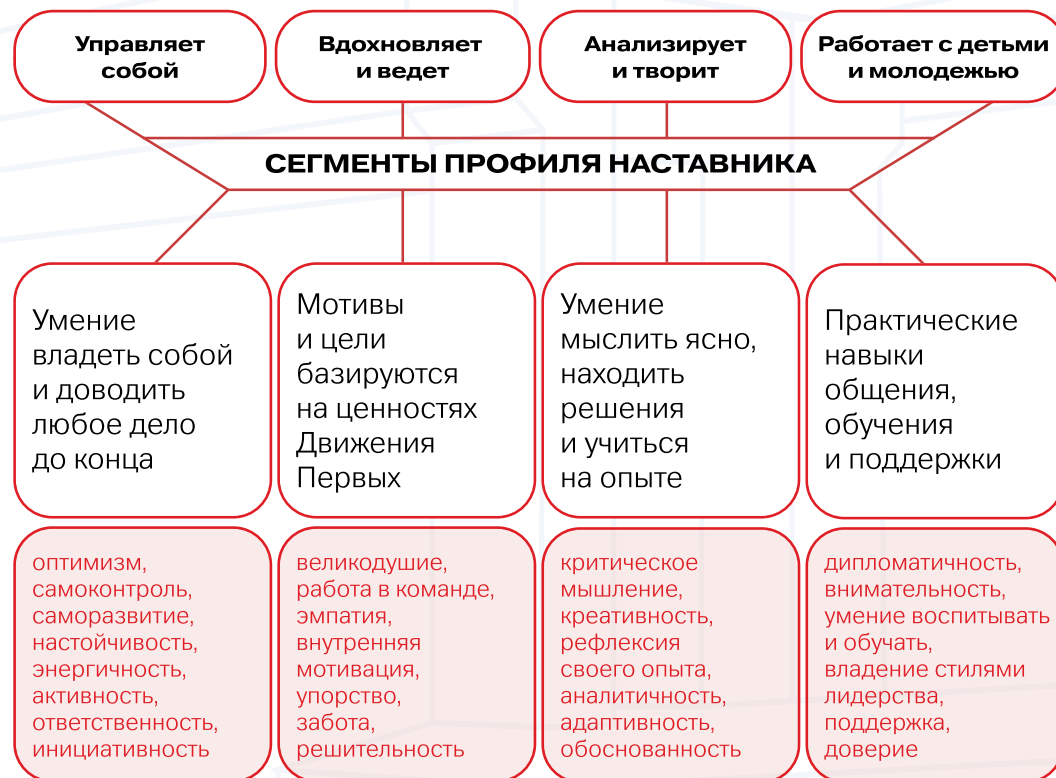 Управляет
собой
Вдохновляет
и ведет
Анализирует
и творит
Работает с детьми
и молодежью
СЕГМЕНТЫ ПРОФИЛЯ НАСТАВНИКА
Умение
владеть собой
и доводить
любое дело
до конца
Мотивы
и цели
базируются
на ценностях
Движения
Первых
Умение
мыслить ясно,
находить
решения
и учиться
на опыте
Практические
навыки
общения,
обучения
и поддержки
оптимизм,
самоконтроль,
саморазвитие,
настойчивость,
энергичность,
активность,
ответственность,
инициативность
великодушие,
работа в команде,
эмпатия,
внутренняя
мотивация,
упорство,
забота,
решительность
критическое
мышление,
креативность,
рефлексия
своего опыта,
аналитичность,
адаптивность,
обоснованность
дипломатичность,
внимательность,
умение воспитывать
и обучать,
владение стилями
лидерства,
поддержка,
доверие